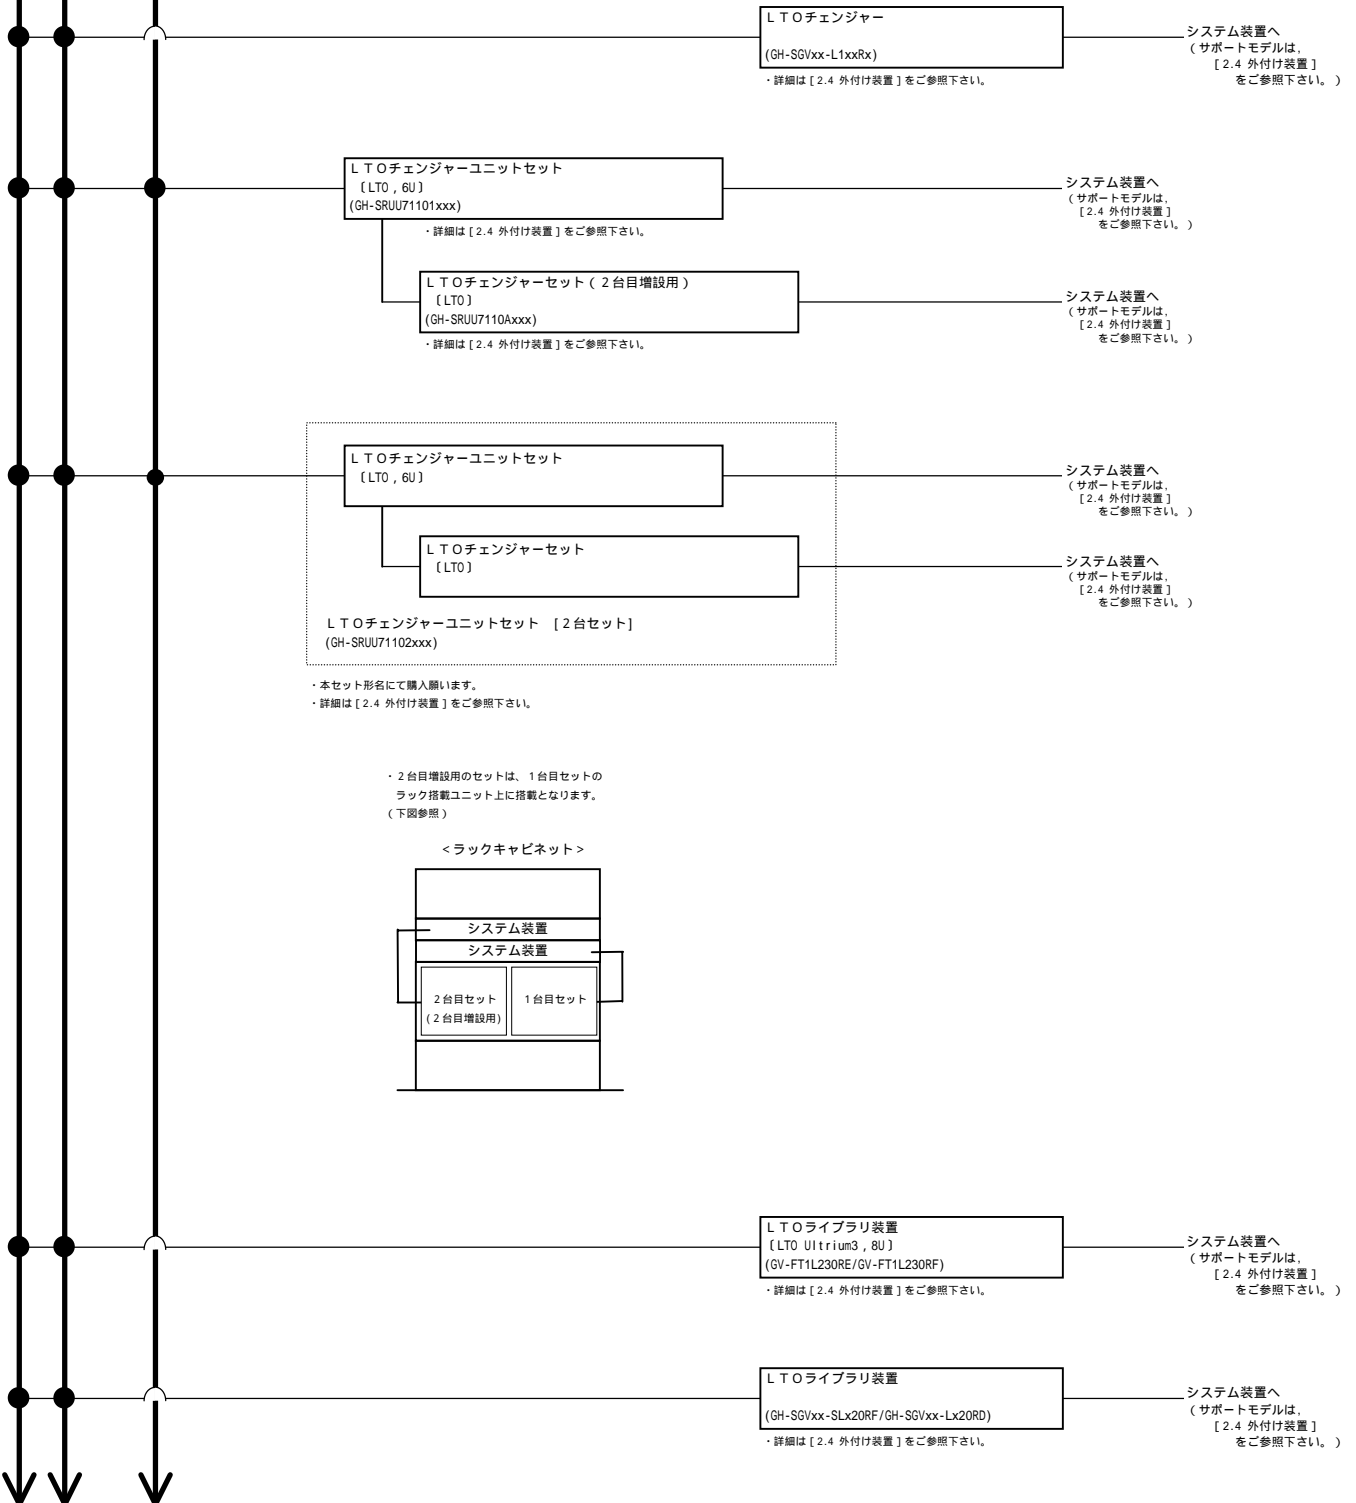 ＬＴＯチェンジャー
(GH-SGVxx-L1xxRx)
・詳細は［2.4 外付け装置］をご参照下さい。
システム装置へ
（サポートモデルは，
［2.4 外付け装置］
をご参照下さい。）
ＬＴＯチェンジャーユニットセット
〔LTO，6U〕
(GH-SRUU71101xxx)
・詳細は［2.4 外付け装置］をご参照下さい。
システム装置へ
（サポートモデルは，
［2.4 外付け装置］
をご参照下さい。）
ＬＴＯチェンジャーセット（２台目増設用）
〔LTO〕
(GH-SRUU7110Axxx)
・詳細は［2.4 外付け装置］をご参照下さい。
システム装置へ
（サポートモデルは，
［2.4 外付け装置］
をご参照下さい。）
ＬＴＯチェンジャーユニットセット
〔LTO，6U〕
システム装置へ
（サポートモデルは，
［2.4 外付け装置］
をご参照下さい。）
ＬＴＯチェンジャーセット
〔LTO〕
システム装置へ
（サポートモデルは，
［2.4 外付け装置］
をご参照下さい。）
ＬＴＯチェンジャーユニットセット　［２台セット］
(GH-SRUU71102xxx)
・本セット形名にて購入願います。
・詳細は［2.4 外付け装置］をご参照下さい。
・２台目増設用のセットは、１台目セットの
ラック搭載ユニット上に搭載となります。
（下図参照）
＜ラックキャビネット＞
システム装置
システム装置
２台目セット
（２台目増設用）
１台目セット
ＬＴＯライブラリ装置
〔LTO Ultrium3，8U〕
(GV-FT1L230RE/GV-FT1L230RF)
・詳細は［2.4 外付け装置］をご参照下さい。
システム装置へ
（サポートモデルは，
［2.4 外付け装置］
をご参照下さい。）
ＬＴＯライブラリ装置
(GH-SGVxx-SLx20RF/GH-SGVxx-Lx20RD)
・詳細は［2.4 外付け装置］をご参照下さい。
システム装置へ
（サポートモデルは，
［2.4 外付け装置］
をご参照下さい。）